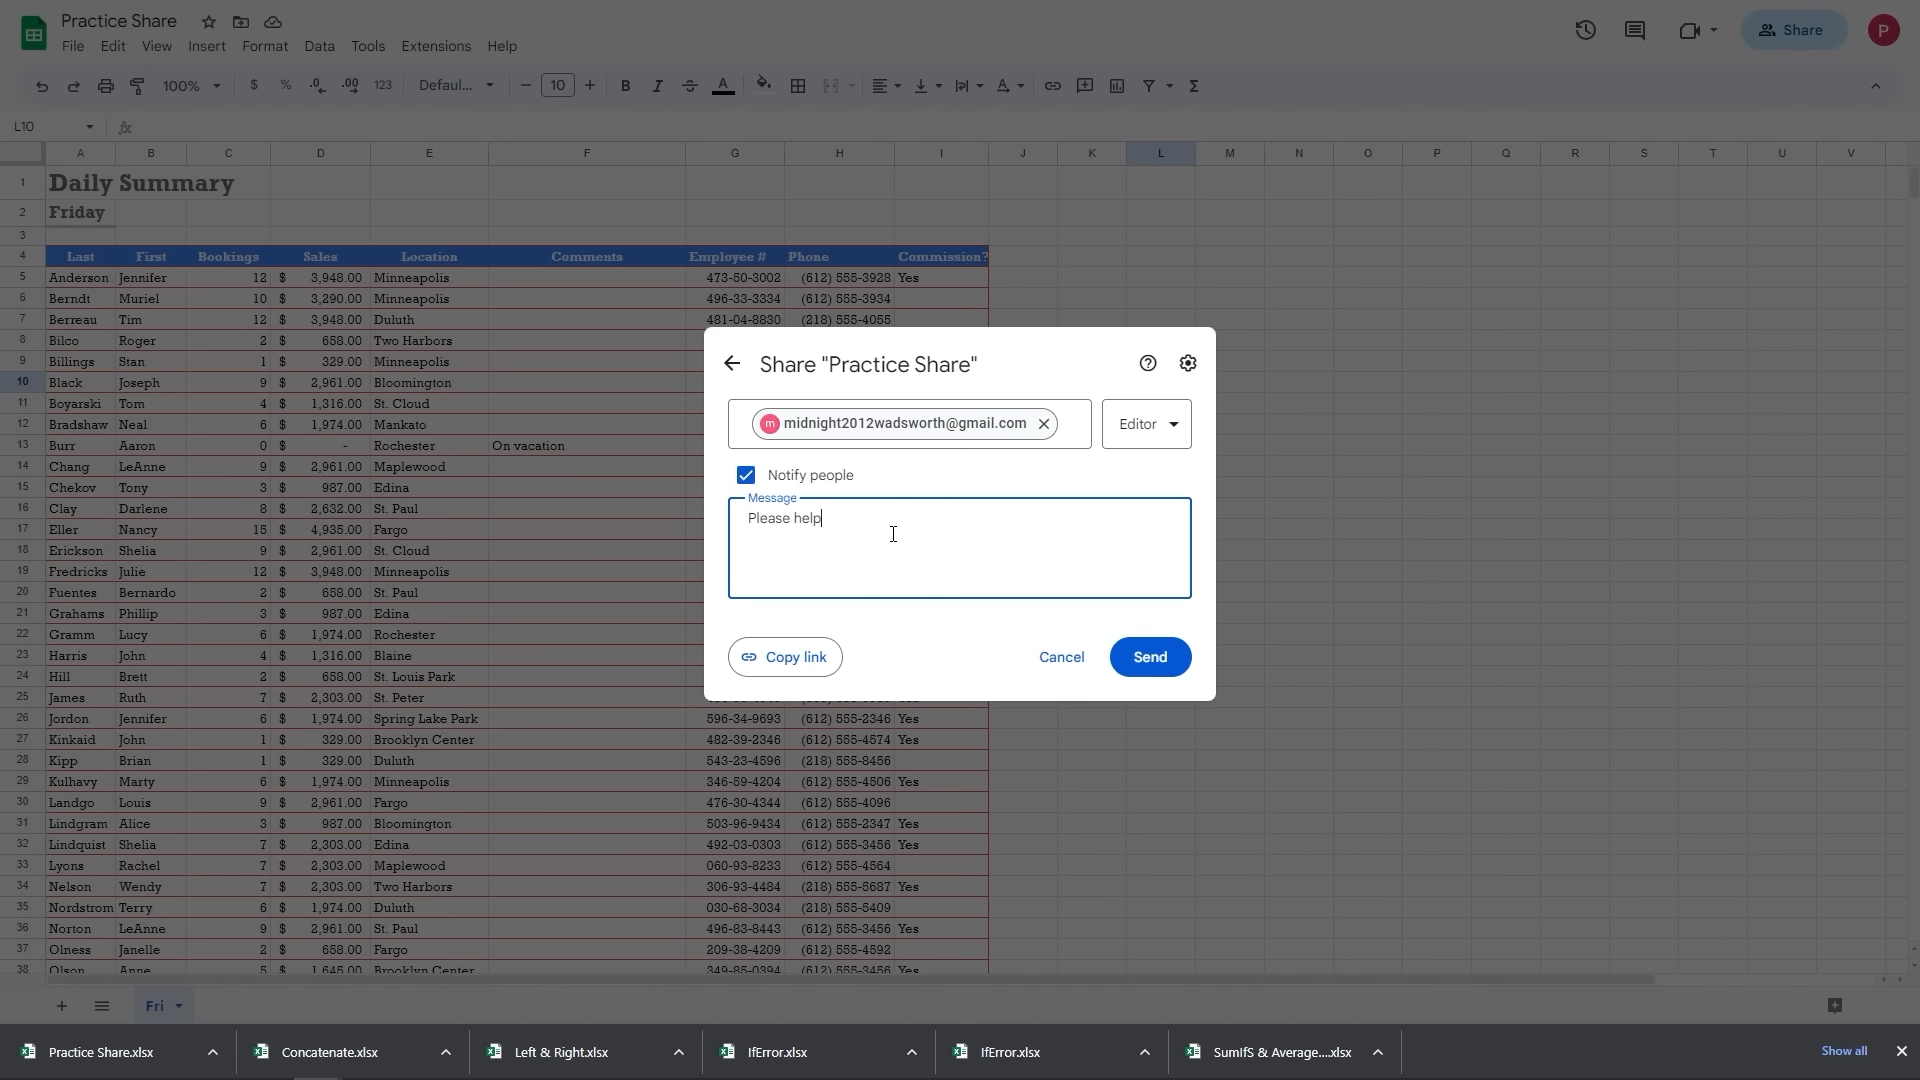 Practice Share
File Edit View Insert Format Data Tools Extensions Help
Share
P
100% $ % .0 .00 123 Defaul... − 10 + B I S A Σ
L10 fx
A B C D E F G H I J K L M N O P Q R S T U V
1 Daily Summary
2 Friday
3
4 Last First Bookings Sales Location Comments Employee # Phone Commission?
5 Anderson Jennifer 12 $ 3,948.00 Minneapolis 473-50-3002 (612) 555-3928 Yes
6 Berndt Muriel 10 $ 3,290.00 Minneapolis 496-33-3334 (612) 555-3934
7 Berreau Tim 12 $ 3,948.00 Duluth 481-04-8830 (218) 555-4055
8 Bilco Roger 2 $ 658.00 Two Harbors
9 Billings Stan 1 $ 329.00 Minneapolis
10 Black Joseph 9 $ 2,961.00 Bloomington
11 Boyarski Tom 4 $ 1,316.00 St. Cloud
12 Bradshaw Neal 6 $ 1,974.00 Mankato
13 Burr Aaron 0 $ - Rochester On vacation
14 Chang LeAnne 9 $ 2,961.00 Maplewood
15 Chekov Tony 3 $ 987.00 Edina
16 Clay Darlene 8 $ 2,632.00 St. Paul
17 Eller Nancy 15 $ 4,935.00 Fargo
18 Erickson Shelia 9 $ 2,961.00 St. Cloud
19 Fredricks Julie 12 $ 3,948.00 Minneapolis
20 Fuentes Bernardo 2 $ 658.00 St. Paul
21 Grahams Phillip 3 $ 987.00 Edina
22 Gramm Lucy 6 $ 1,974.00 Rochester
23 Harris John 4 $ 1,316.00 Blaine
24 Hill Brett 2 $ 658.00 St. Louis Park
25 James Ruth 7 $ 2,303.00 St. Peter
26 Jordon Jennifer 6 $ 1,974.00 Spring Lake Park 596-34-9693 (612) 555-2346 Yes
27 Kinkaid John 1 $ 329.00 Brooklyn Center 482-39-2346 (612) 555-4574 Yes
28 Kipp Brian 1 $ 329.00 Duluth 543-23-4596 (218) 555-8456
29 Kulhavy Marty 6 $ 1,974.00 Minneapolis 346-59-4204 (612) 555-4506 Yes
30 Landgo Louis 9 $ 2,961.00 Fargo 476-30-4344 (612) 555-4096
31 Lindgram Alice 3 $ 987.00 Bloomington 503-96-9434 (612) 555-2347 Yes
32 Lindquist Shelia 7 $ 2,303.00 Edina 492-03-0303 (612) 555-3456 Yes
33 Lyons Rachel 7 $ 2,303.00 Maplewood 060-93-8233 (612) 555-4564
34 Nelson Wendy 7 $ 2,303.00 Two Harbors 306-93-4484 (218) 555-5687 Yes
35 Nordstrom Terry 6 $ 1,974.00 Duluth 030-68-3034 (218) 555-5409
36 Norton LeAnne 9 $ 2,961.00 St. Paul 496-83-8443 (612) 555-3456 Yes
37 Olness Janelle 2 $ 658.00 Fargo 209-38-4209 (612) 555-4592
38 Olson Anne 5 $ 1,645.00 Brooklyn Center 349-85-0394 (612) 555-3456 Yes
Share "Practice Share"
m midnight2012wadsworth@gmail.com
Editor
Notify people
Message
Please help
Copy link
Cancel
Send
Fri
Practice Share.xlsx
Concatenate.xlsx
Left & Right.xlsx
IfError.xlsx
IfError.xlsx
SumIfS & Average....xlsx
Show all